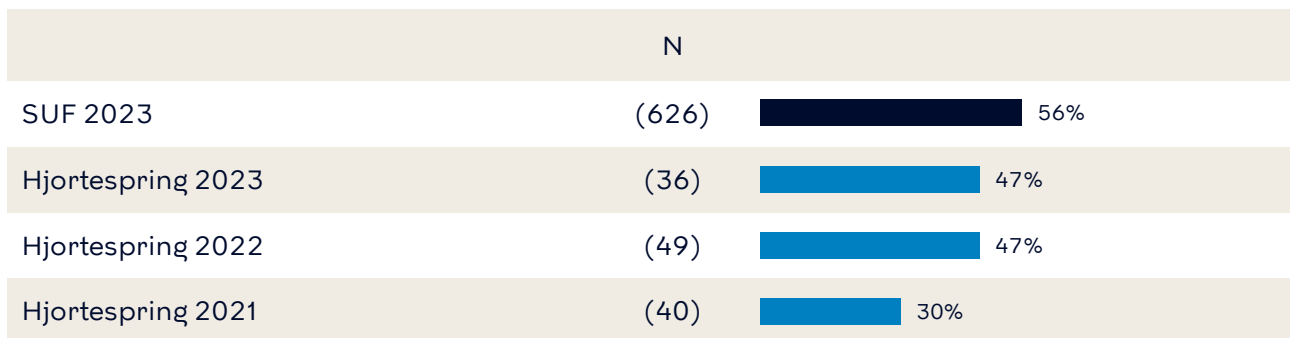 N
SUF 2023 (626) 56%
Hjortespring 2023 (36) 47%
Hjortespring 2022 (49) 47%
Hjortespring 2021 (40) 30%